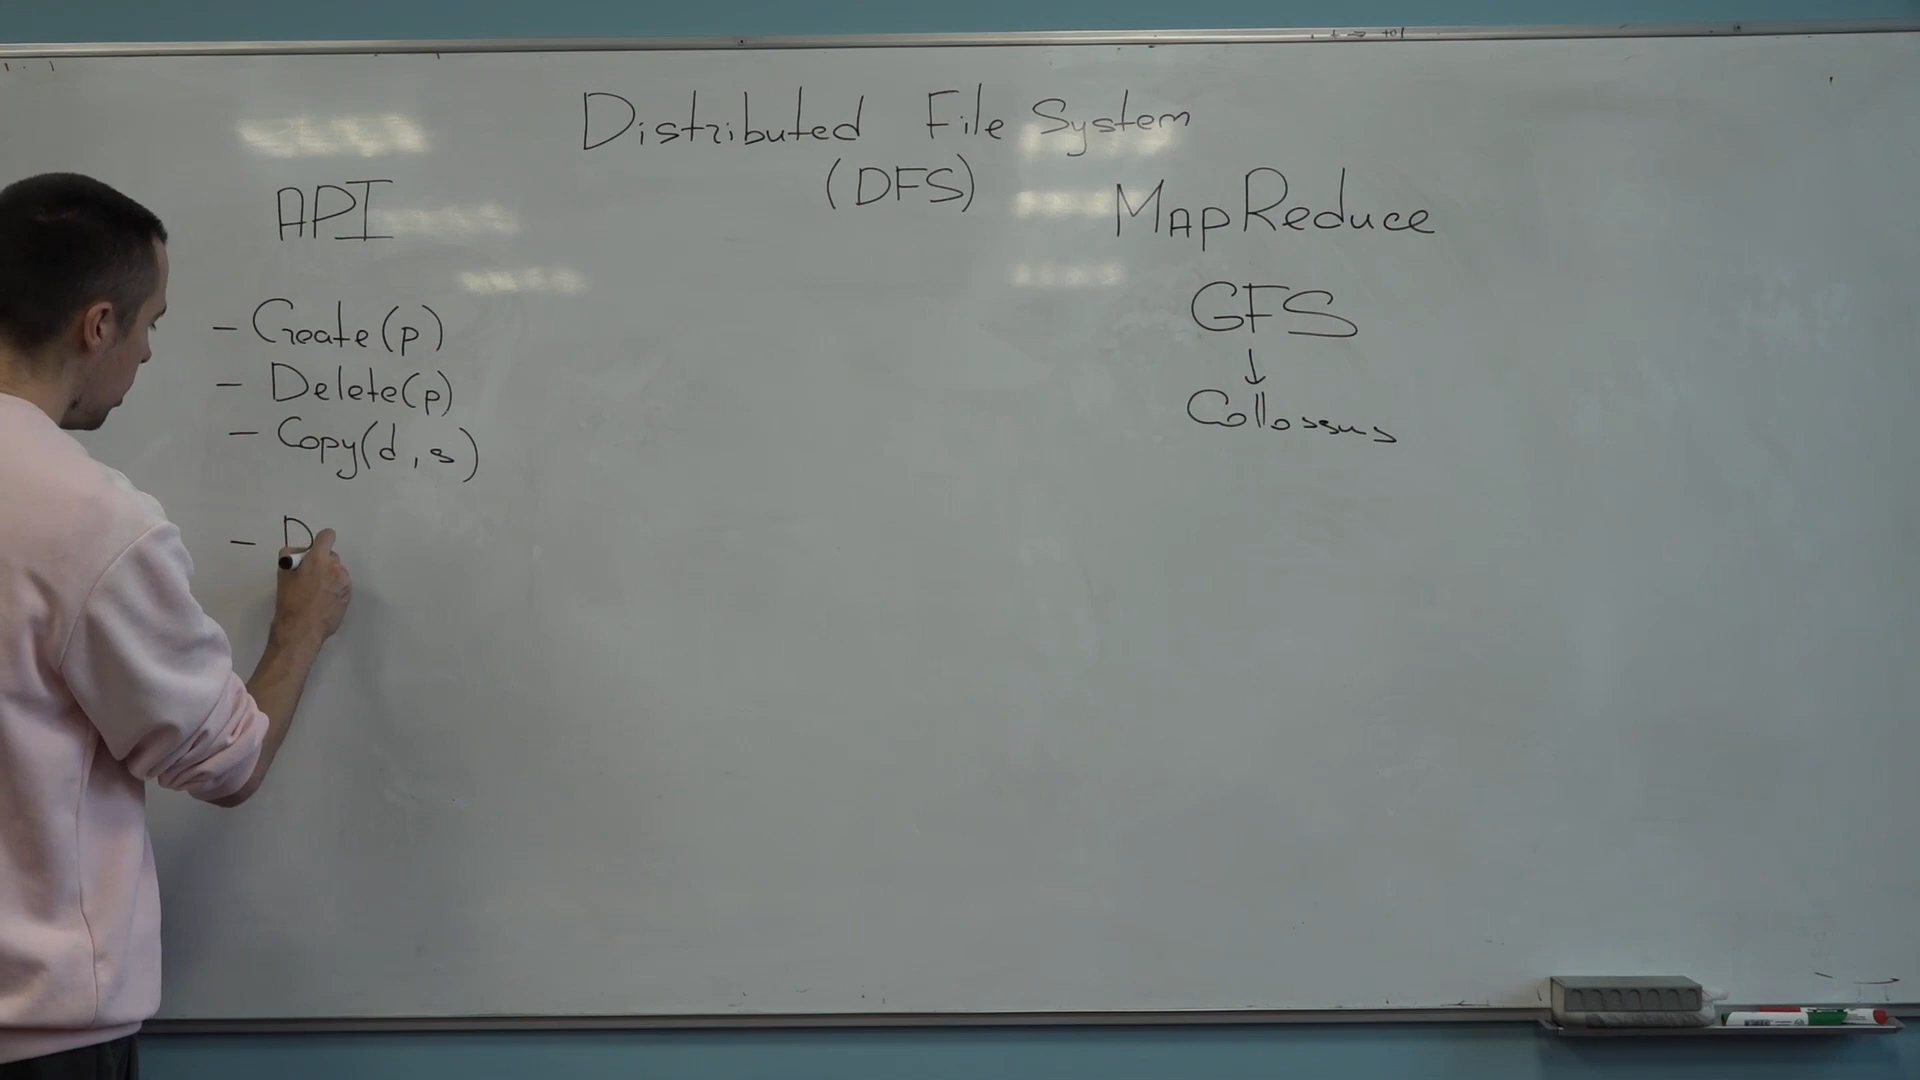 Distributed File System
(DFS)
API
- Create(p)
- Delete(p)
- Copy(d, s)
- D
MapReduce
GFS
↓
Collossus